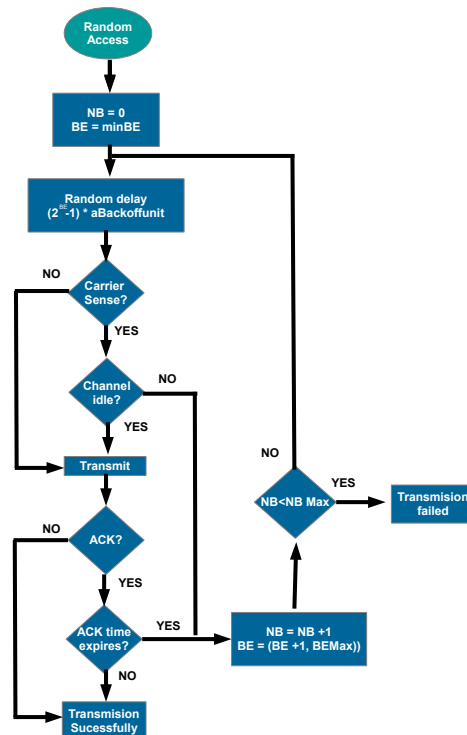 Random
Access
NB = 0
BE = minBE
Random delay
(2^BE-1) * aBackoffunit
NO
Carrier
Sense?
YES
Channel
idle?
NO
YES
Transmit
NO
YES
NB<NB Max
Transmision
failed
NO
ACK?
YES
ACK time
expires?
YES
NB = NB +1
BE = (BE +1, BEMax))
NO
Transmision
Sucessfully